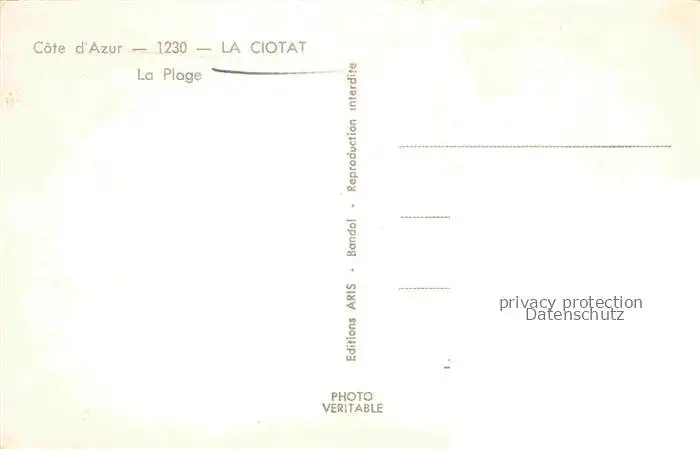 Côte d'Azur — 1230 — LA CIOTAT
La Plage
Editions ARIS - Bandol - Reproduction interdite
PHOTO
VERITABLE
privacy protection
Datenschutz